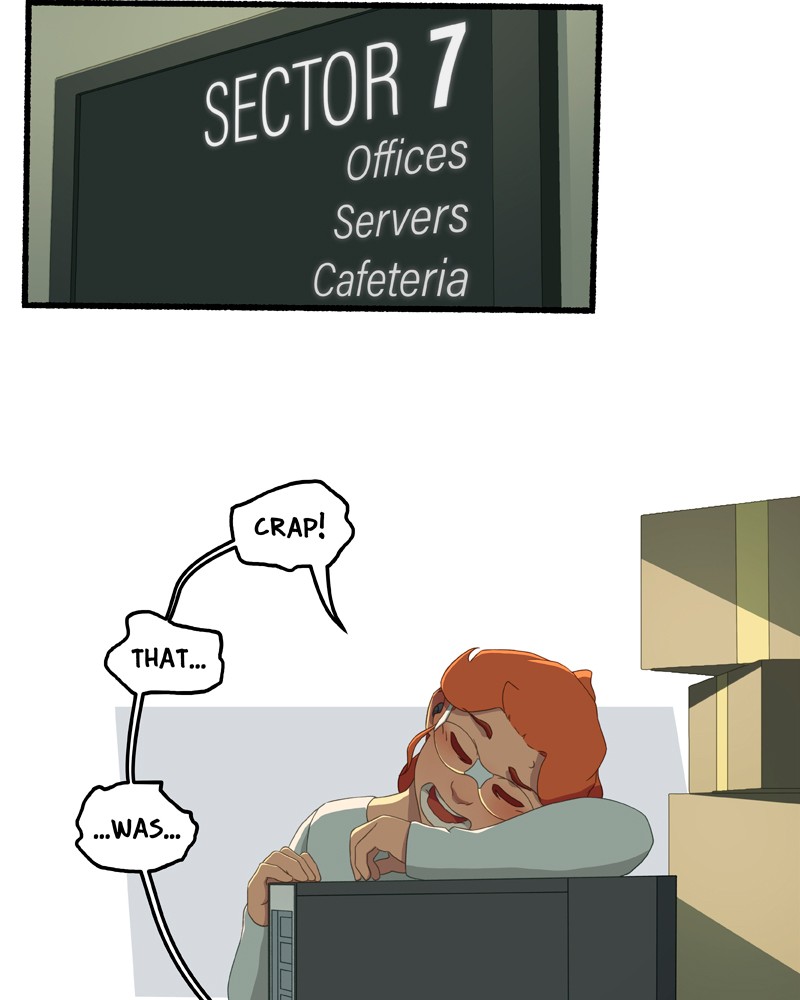 SECTOR 7
Offices
Servers
Cafeteria
CRAP!
THAT...
...WAS...